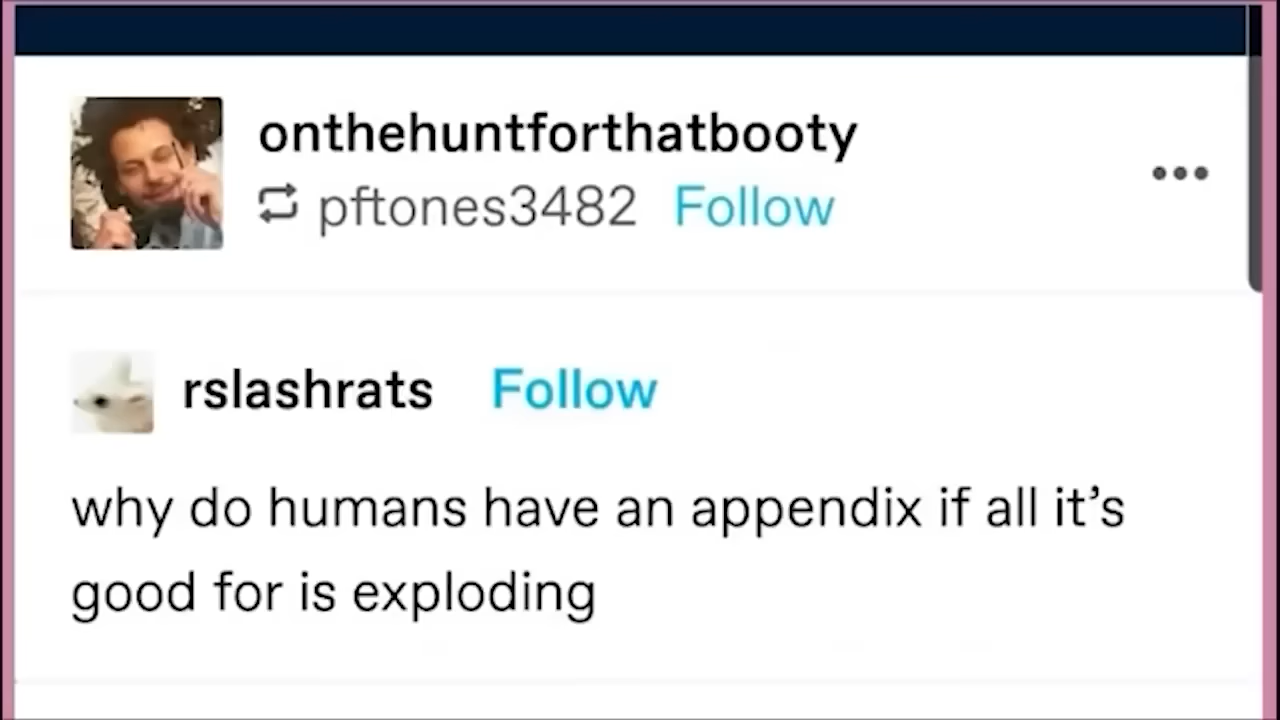 onthehuntforthatbooty
pftones3482 Follow
rslashrats Follow
why do humans have an appendix if all it’s
good for is exploding